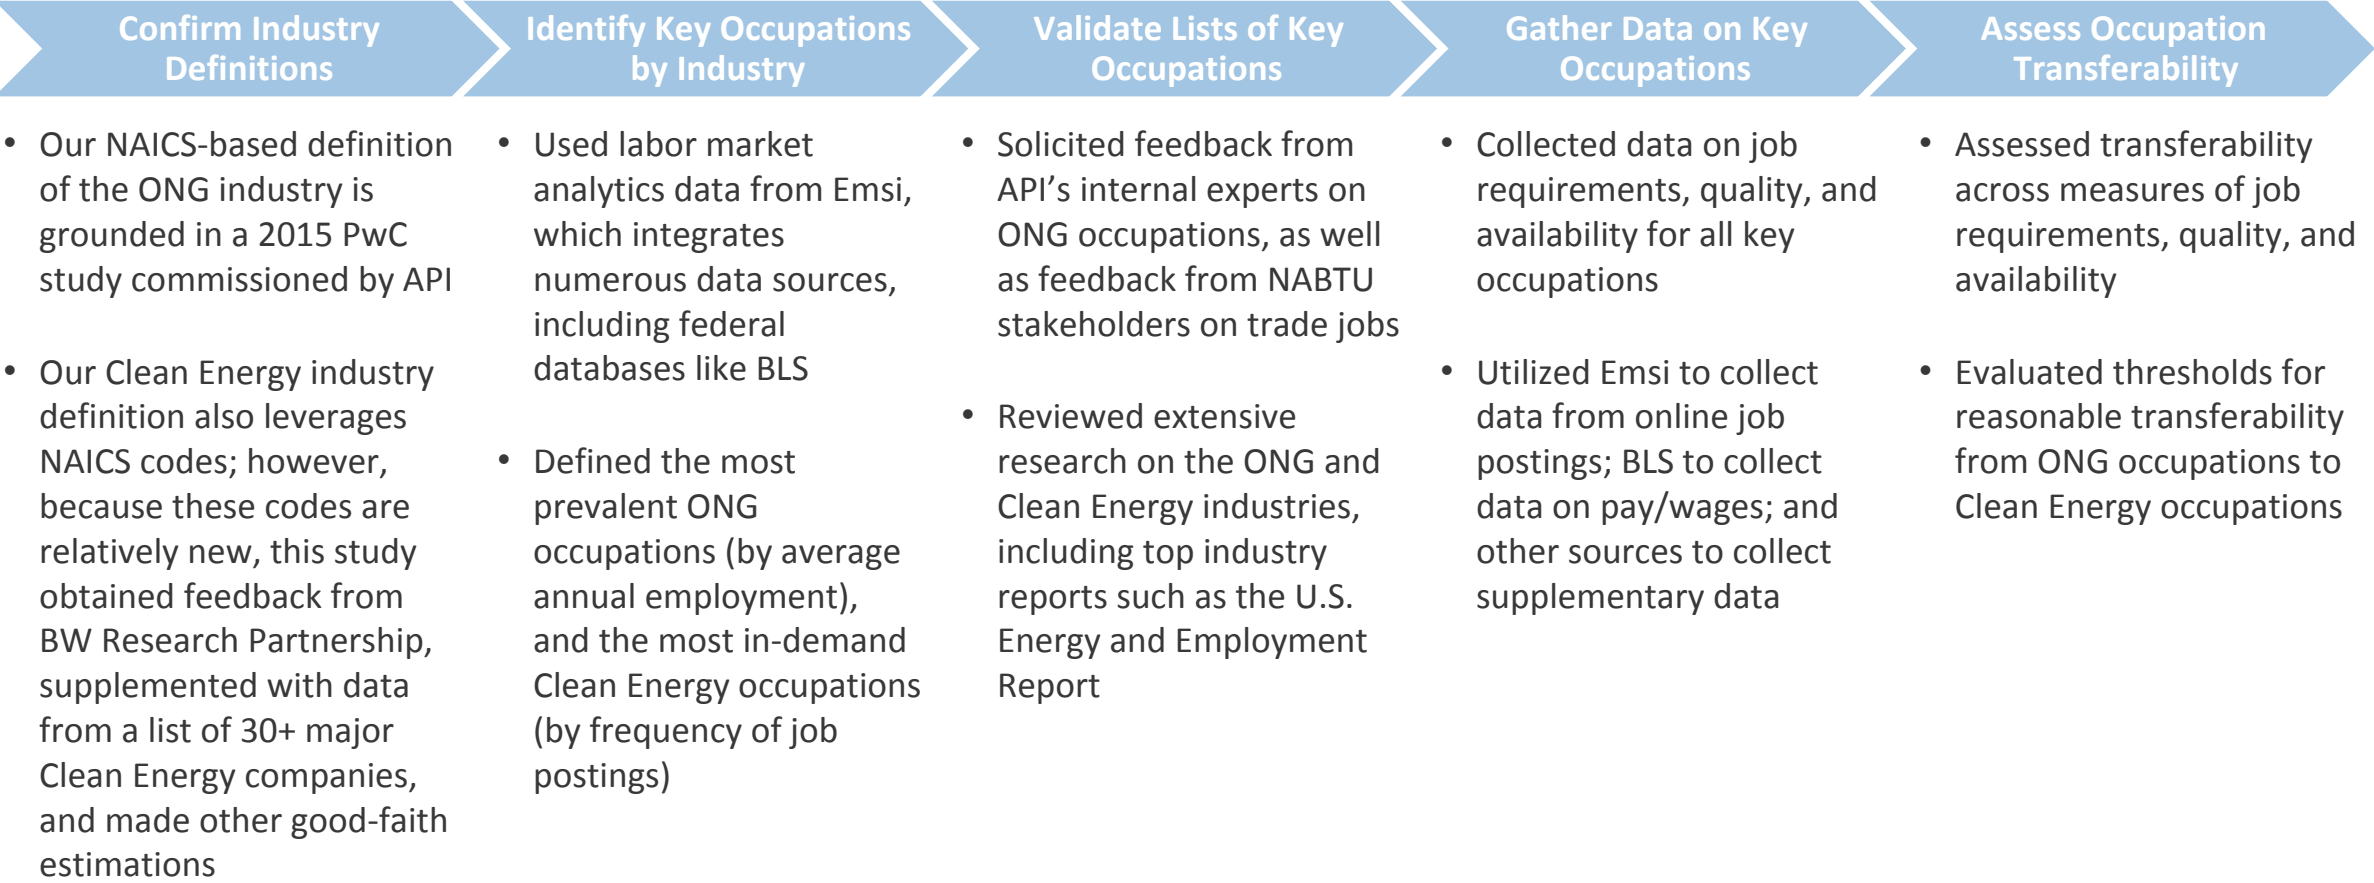 Confirm Industry
Definitions
Identify Key Occupations
by Industry
Validate Lists of Key
Occupations
Gather Data on Key
Occupations
Assess Occupation
Transferability
• Our NAICS-based definition
of the ONG industry is
grounded in a 2015 PwC
study commissioned by API
• Our Clean Energy industry
definition also leverages
NAICS codes; however,
because these codes are
relatively new, this study
obtained feedback from
BW Research Partnership,
supplemented with data
from a list of 30+ major
Clean Energy companies,
and made other good-faith
estimations
• Used labor market
analytics data from Emsi,
which integrates
numerous data sources,
including federal
databases like BLS
• Defined the most
prevalent ONG
occupations (by average
annual employment),
and the most in-demand
Clean Energy occupations
(by frequency of job
postings)
• Solicited feedback from
API’s internal experts on
ONG occupations, as well
as feedback from NABTU
stakeholders on trade jobs
• Reviewed extensive
research on the ONG and
Clean Energy industries,
including top industry
reports such as the U.S.
Energy and Employment
Report
• Collected data on job
requirements, quality, and
availability for all key
occupations
• Utilized Emsi to collect
data from online job
postings; BLS to collect
data on pay/wages; and
other sources to collect
supplementary data
• Assessed transferability
across measures of job
requirements, quality, and
availability
• Evaluated thresholds for
reasonable transferability
from ONG occupations to
Clean Energy occupations